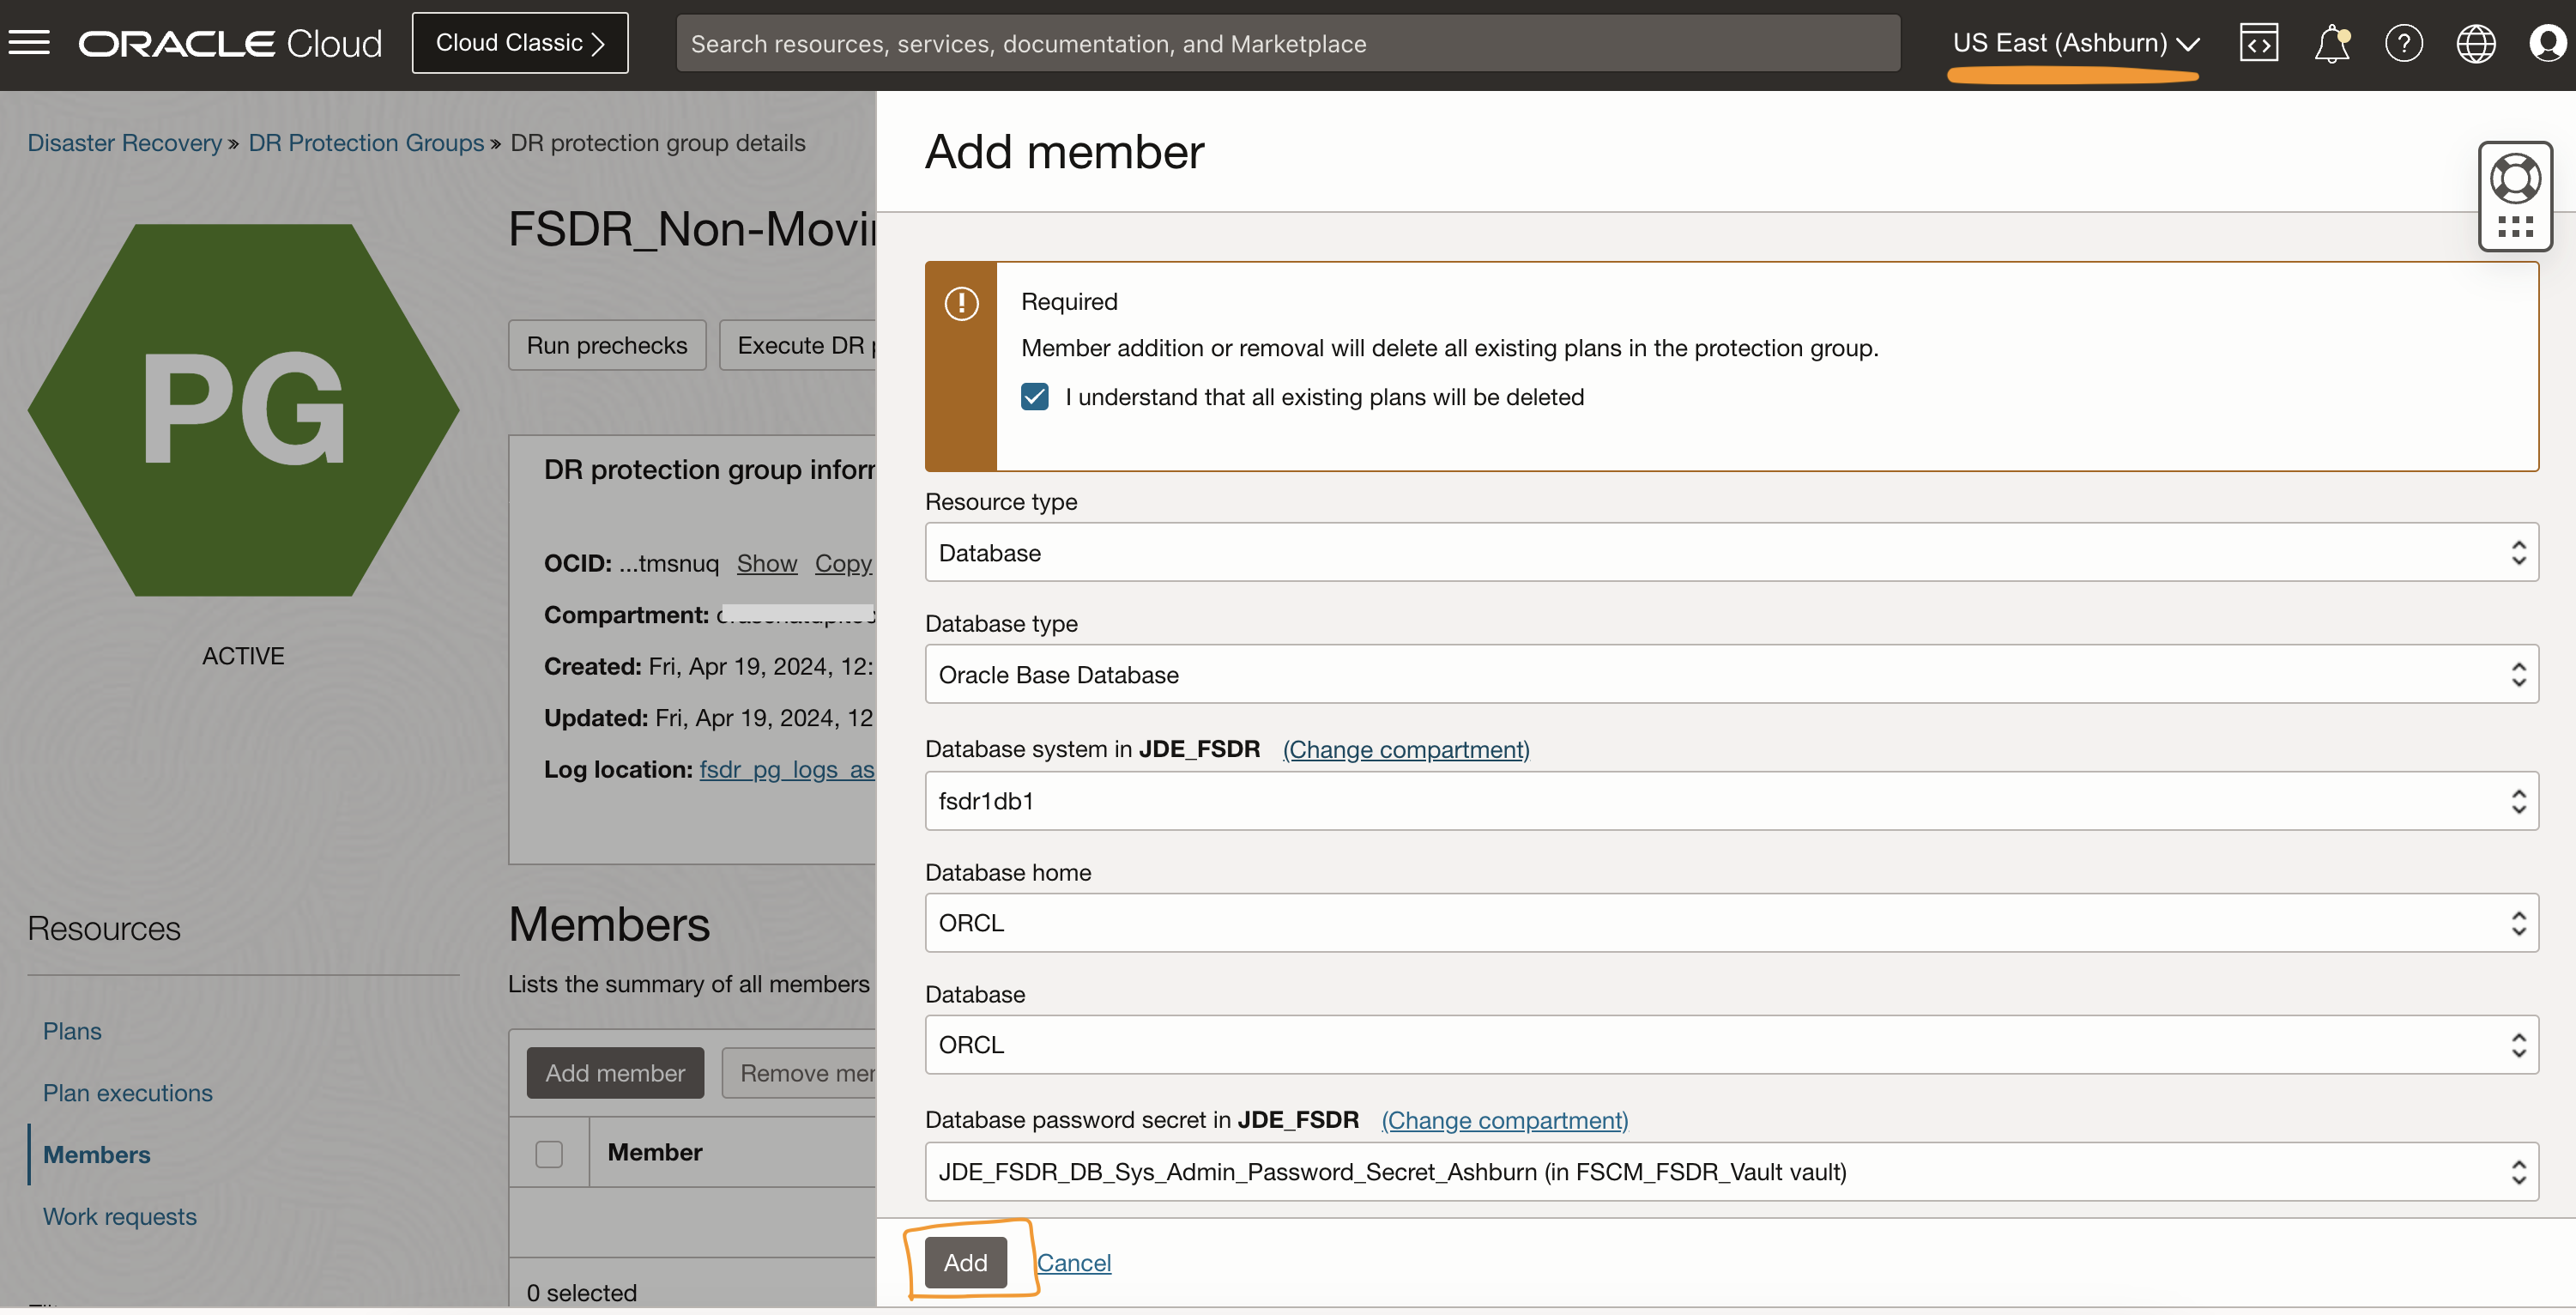 ORACLE Cloud
Cloud Classic
Search resources, services, documentation, and Marketplace
US East (Ashburn)
Disaster Recovery » DR Protection Groups » DR protection group details
PG
ACTIVE
FSDR_Non-Movi
Run prechecks
Execute DR
DR protection group infor
OCID: ...tmsnuq Show Copy
Compartment:
Created: Fri, Apr 19, 2024, 12:
Updated: Fri, Apr 19, 2024, 12
Log location: fsdr_pg_logs_as
Resources
Plans
Plan executions
Members
Work requests
Members
Lists the summary of all members
Add member
Remove me
Member
0 selected
Add member
Required
Member addition or removal will delete all existing plans in the protection group.
I understand that all existing plans will be deleted
Resource type
Database
Database type
Oracle Base Database
Database system in JDE_FSDR (Change compartment)
fsdr1db1
Database home
ORCL
Database
ORCL
Database password secret in JDE_FSDR (Change compartment)
JDE_FSDR_DB_Sys_Admin_Password_Secret_Ashburn (in FSCM_FSDR_Vault vault)
Add
Cancel